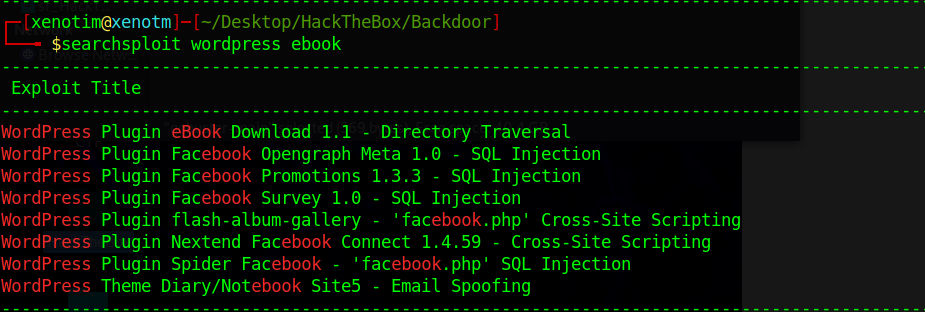 [xenotim@xenotm]-[~/Desktop/HackTheBox/Backdoor]
$searchsploit wordpress ebook
Exploit Title
WordPress Plugin eBook Download 1.1 - Directory Traversal
WordPress Plugin Facebook Opengraph Meta 1.0 - SQL Injection
WordPress Plugin Facebook Promotions 1.3.3 - SQL Injection
WordPress Plugin Facebook Survey 1.0 - SQL Injection
WordPress Plugin flash-album-gallery - 'facebook.php' Cross-Site Scripting
WordPress Plugin Nextend Facebook Connect 1.4.59 - Cross-Site Scripting
WordPress Plugin Spider Facebook - 'facebook.php' SQL Injection
WordPress Theme Diary/Notebook Site5 - Email Spoofing